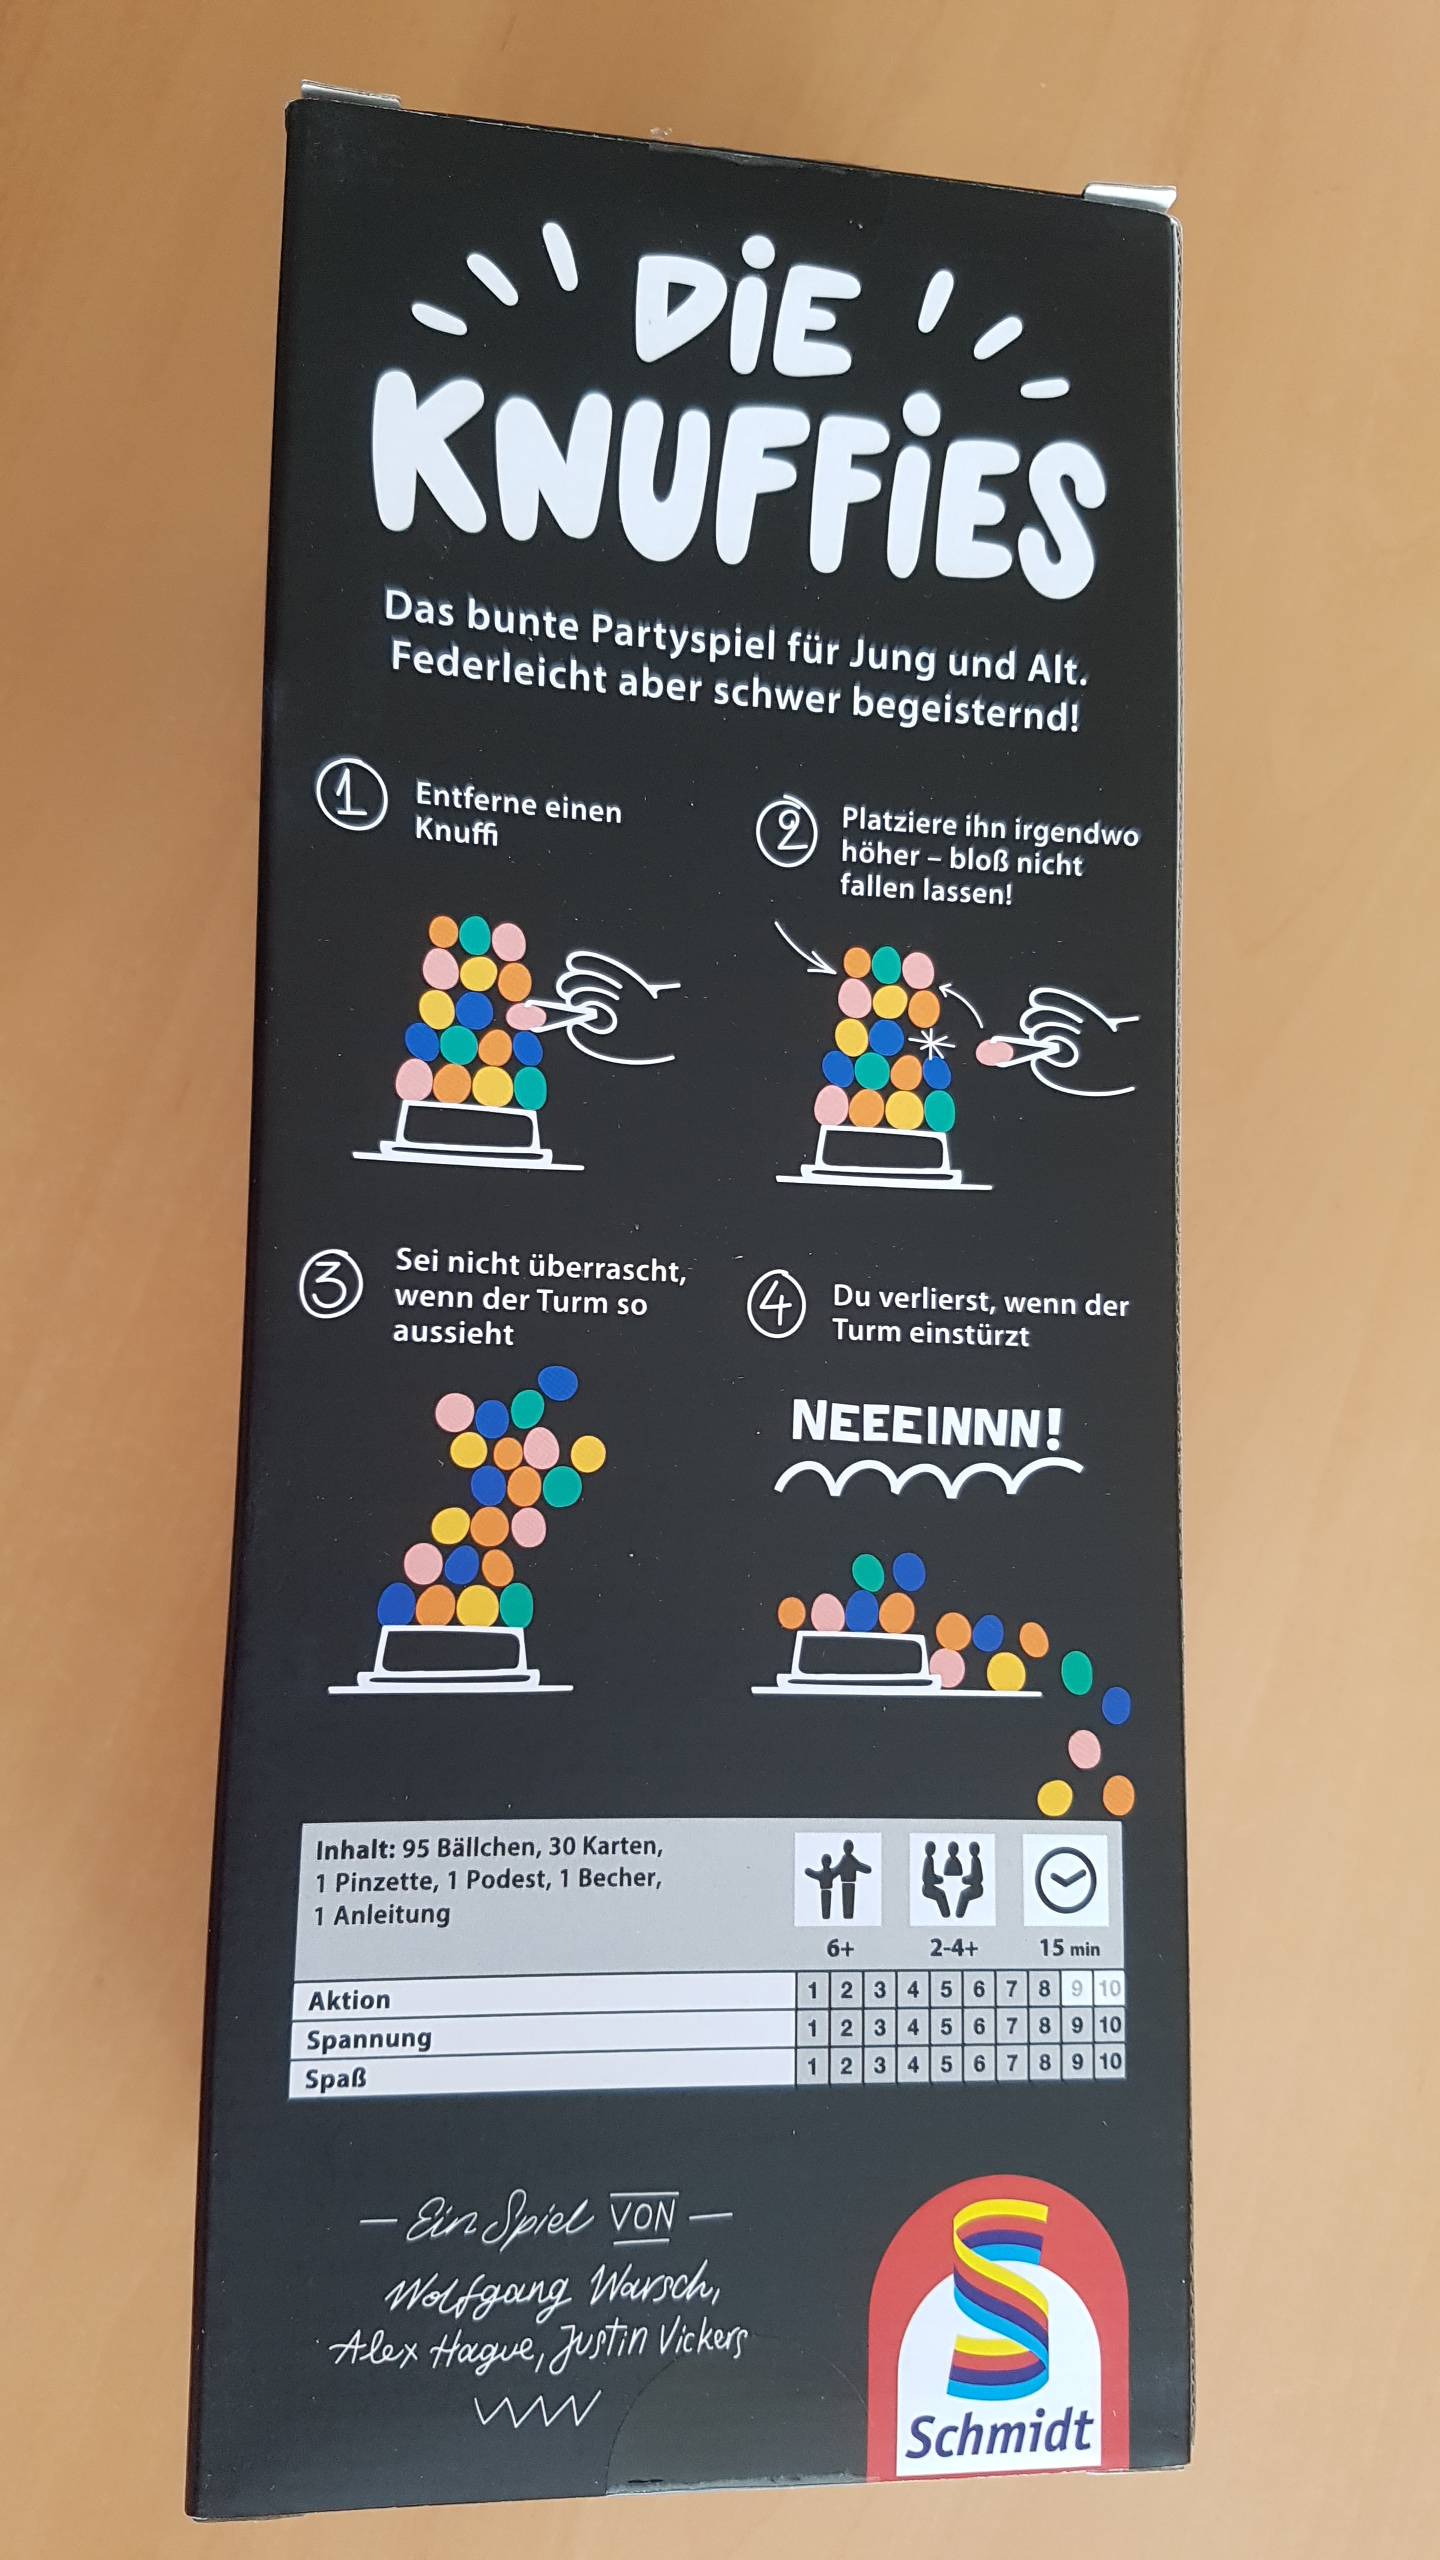 DiE
KNUFFiES
Das bunte Partyspiel für Jung und Alt.
Federleicht aber schwer begeisternd!
1
Entferne einen
Knuffi
2
Platziere ihn irgendwo
höher – bloß nicht
fallen lassen!
3
Sei nicht überrascht,
wenn der Turm so
aussieht
4
Du verlierst, wenn der
Turm einstürzt
NEEEINNN!
Inhalt: 95 Bällchen, 30 Karten,
1 Pinzette, 1 Podest, 1 Becher,
1 Anleitung
6+ 2-4+ 15 min
Aktion 1 2 3 4 5 6 7 8 9 10
Spannung 1 2 3 4 5 6 7 8 9 10
Spaß 1 2 3 4 5 6 7 8 9 10
— Ein Spiel VON —
Wolfgang Warsch,
Alex Hague, Justin Vickers
Schmidt